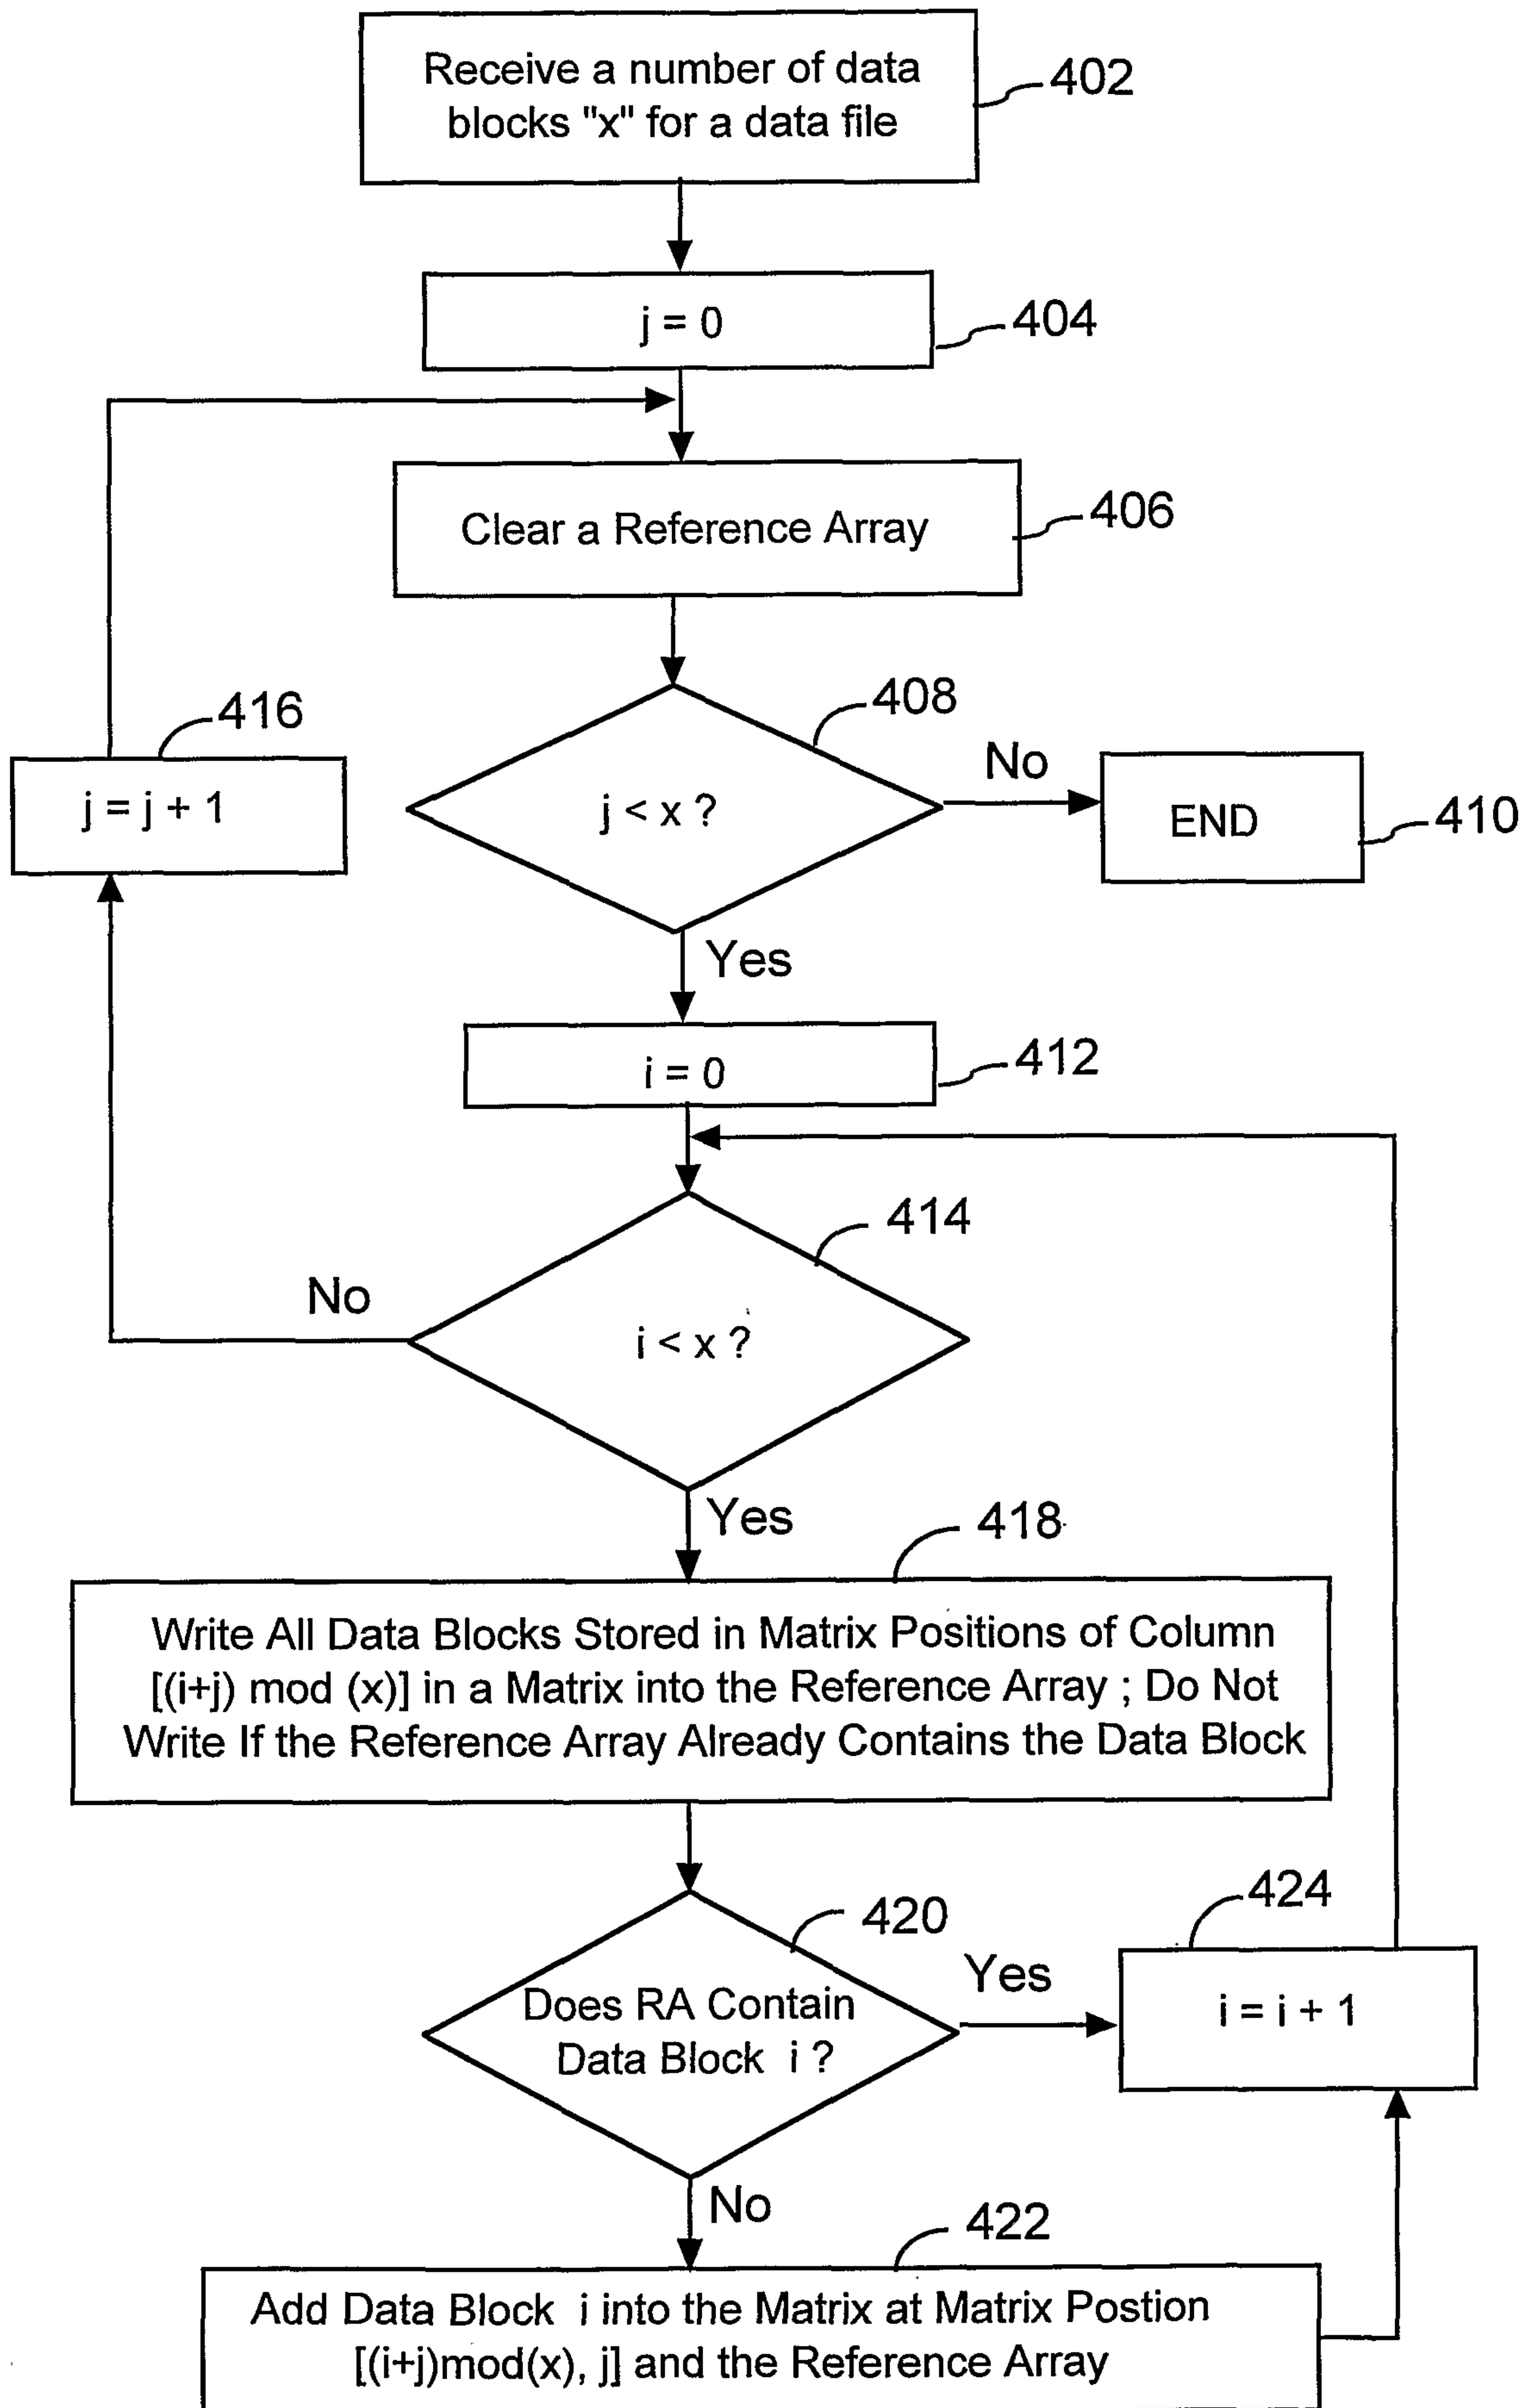 Receive a number of data
blocks "x" for a data file
402
j = 0
404
Clear a Reference Array
406
408
416
j = j + 1
j < x ?
No
END
410
Yes
i = 0
412
414
No
i < x ?
Yes
418
Write All Data Blocks Stored in Matrix Positions of Column
[(i+j) mod (x)] in a Matrix into the Reference Array ; Do Not
Write If the Reference Array Already Contains the Data Block
420
424
Does RA Contain
Data Block i ?
Yes
i = i + 1
No
422
Add Data Block i into the Matrix at Matrix Postion
[(i+j)mod(x), j] and the Reference Array